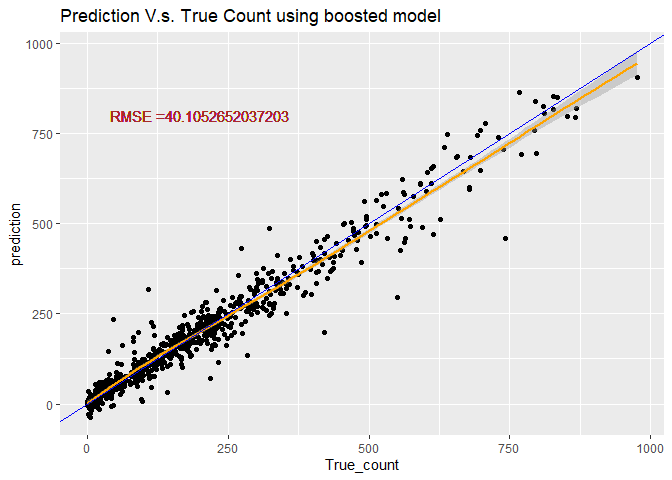 Prediction V.s. True Count using boosted model
1000
RMSE =40.1052652037203
750
500
250
0
prediction
0 250 500 750 1000
True_count